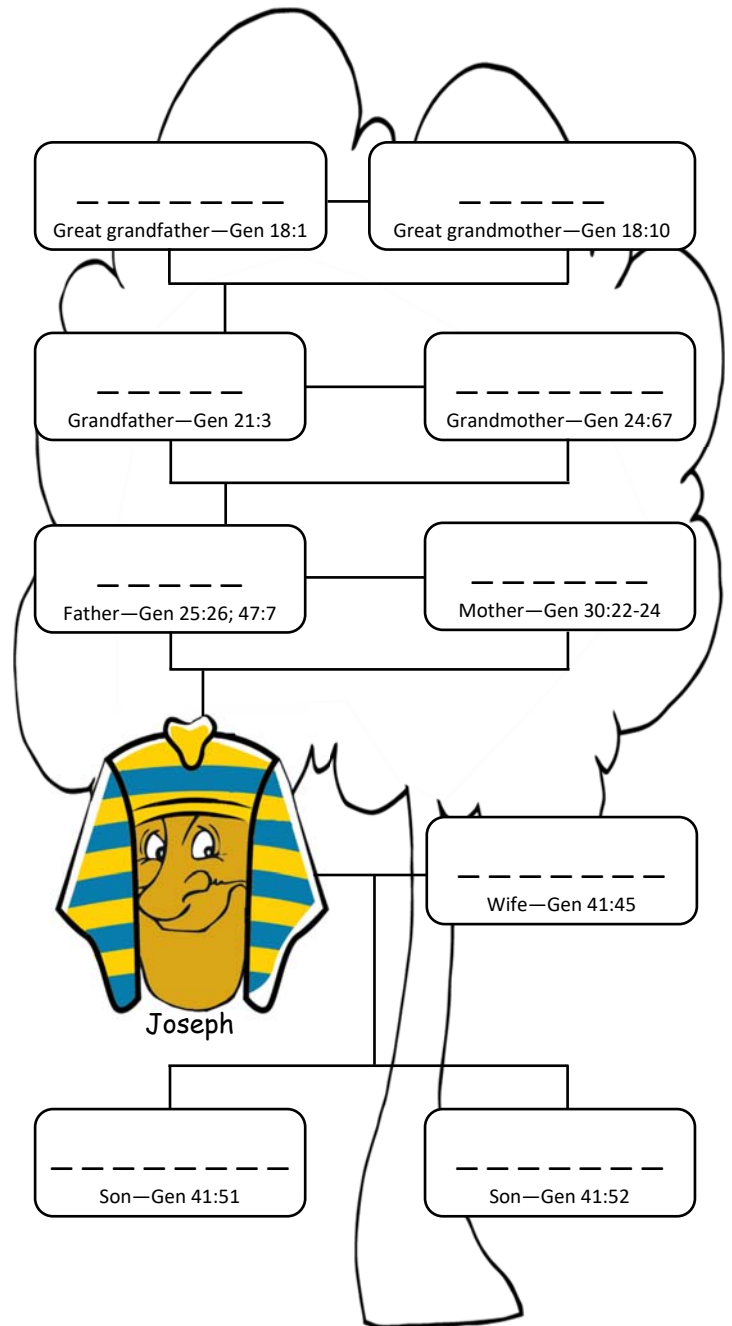 _ _ _ _ _ _ _
Great grandfather—Gen 18:1
_ _ _ _ _
Great grandmother—Gen 18:10
_ _ _ _ _
Grandfather—Gen 21:3
_ _ _ _ _ _ _
Grandmother—Gen 24:67
_ _ _ _ _
Father—Gen 25:26; 47:7
_ _ _ _ _ _
Mother—Gen 30:22-24
_ _ _ _ _ _ _
Wife—Gen 41:45
Joseph
_ _ _ _ _ _ _ _
Son—Gen 41:51
_ _ _ _ _ _ _
Son—Gen 41:52